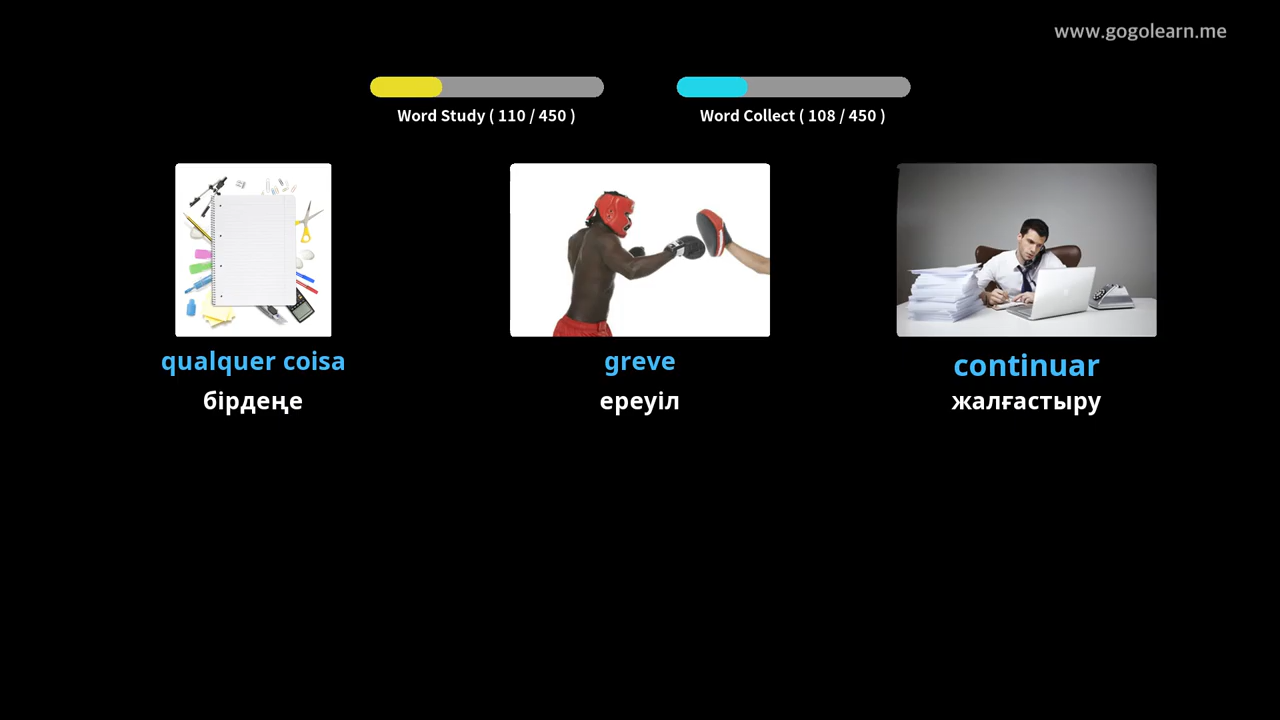 www.gogolearn.me
Word Study ( 110 / 450 )
Word Collect ( 108 / 450 )
qualquer coisa
бірдеңе
greve
ереуіл
continuar
жалғастыру